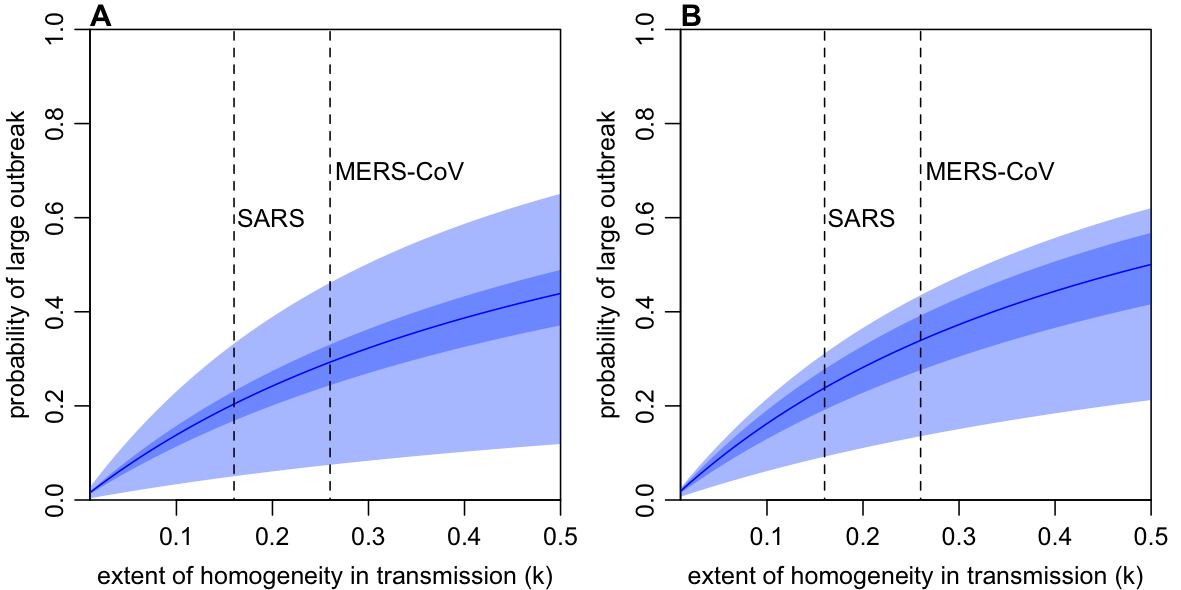 A
probability of large outbreak
1.0
0.8
0.6
0.4
0.2
0.0
MERS-CoV
SARS
0.1 0.2 0.3 0.4 0.5
extent of homogeneity in transmission (k)
B
probability of large outbreak
1.0
0.8
0.6
0.4
0.2
0.0
MERS-CoV
SARS
0.1 0.2 0.3 0.4 0.5
extent of homogeneity in transmission (k)